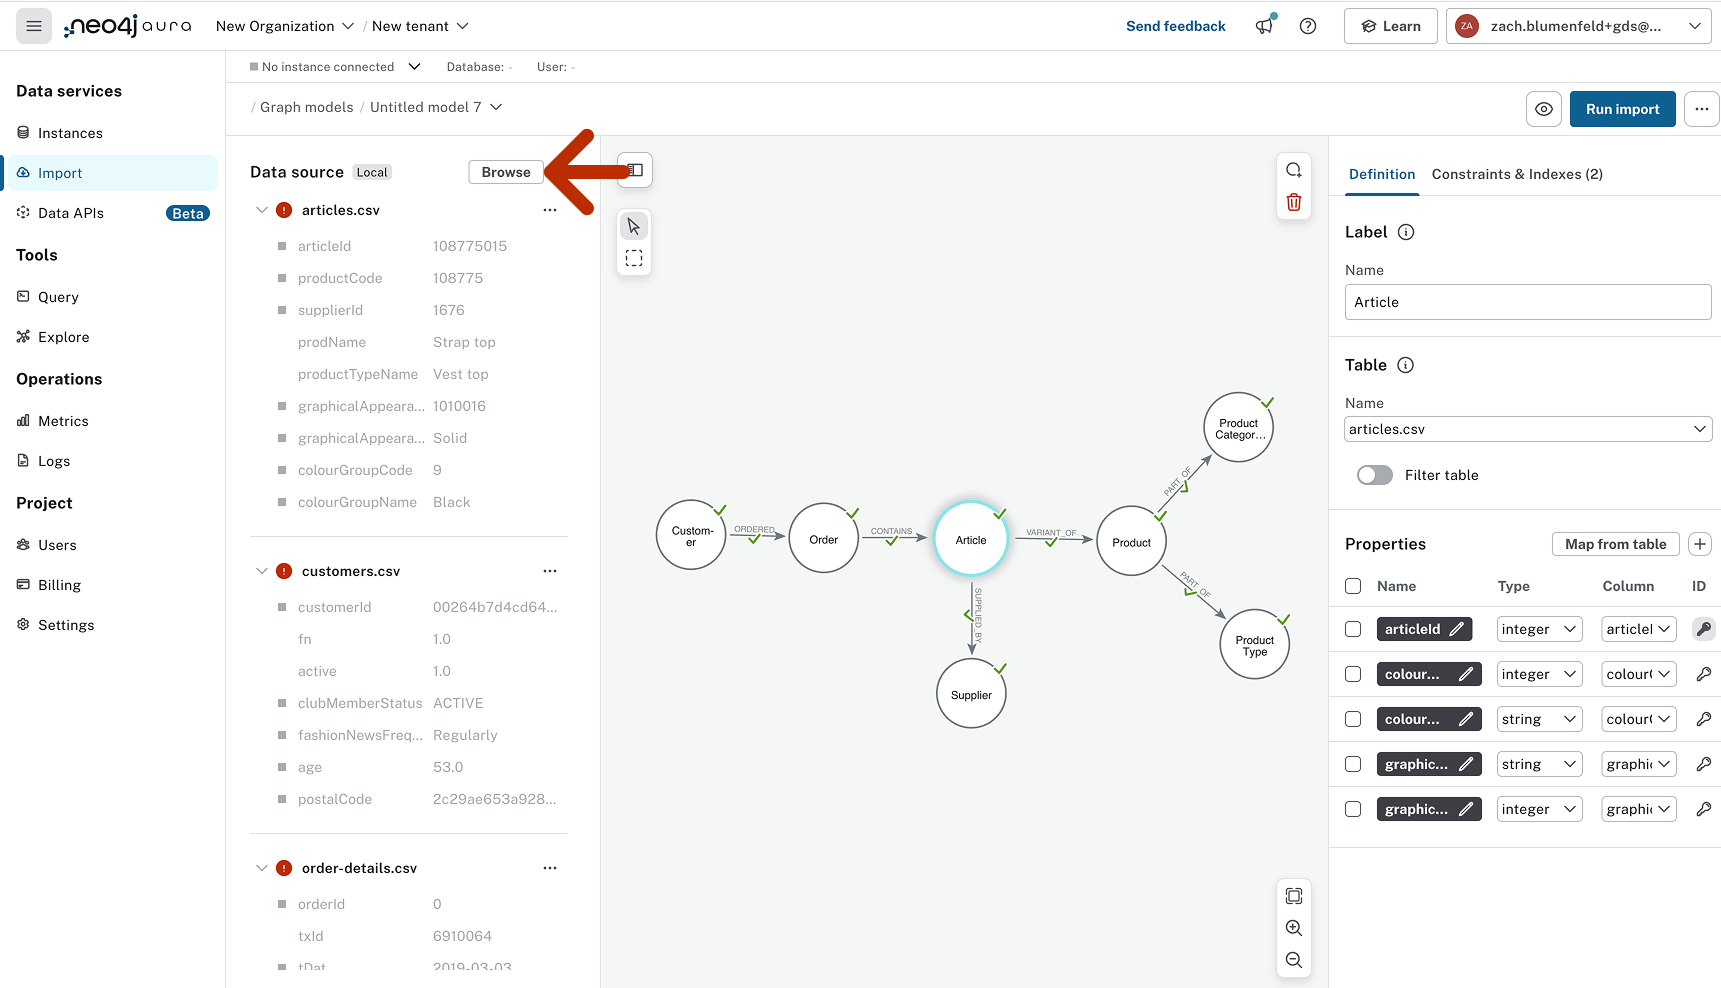 neo4j aura
New Organization / New tenant
Send feedback
Learn
ZA zach.blumenfeld+gds@...
Data services
Instances
Import
Data APIs Beta
Tools
Query
Explore
Operations
Metrics
Logs
Project
Users
Billing
Settings
No instance connected Database: - User: -
/ Graph models / Untitled model 7
Run import
Data source Local Browse
articles.csv
articleId 108775015
productCode 108775
supplierId 1676
prodName Strap top
productTypeName Vest top
graphicalAppeara... 1010016
graphicalAppeara... Solid
colourGroupCode 9
colourGroupName Black
customers.csv
customerId 00264b7d4cd64...
fn 1.0
active 1.0
clubMemberStatus ACTIVE
fashionNewsFreq... Regularly
age 53.0
postalCode 2c29ae653a928...
order-details.csv
orderId 0
txId 6910064
tDat 2019-03-03
Product
Categor...
PART_OF
Custom-
er
ORDERED
Order
CONTAINS
Article
VARIANT_OF
Product
PART_OF
SUPPLIED_BY
Product
Type
Supplier
Definition Constraints & Indexes (2)
Label
Name
Article
Table
Name
articles.csv
Filter table
Properties Map from table
Name Type Column ID
articleId integer articleI
colour... integer colour
colour... string colour
graphic... string graphi
graphic... integer graphi